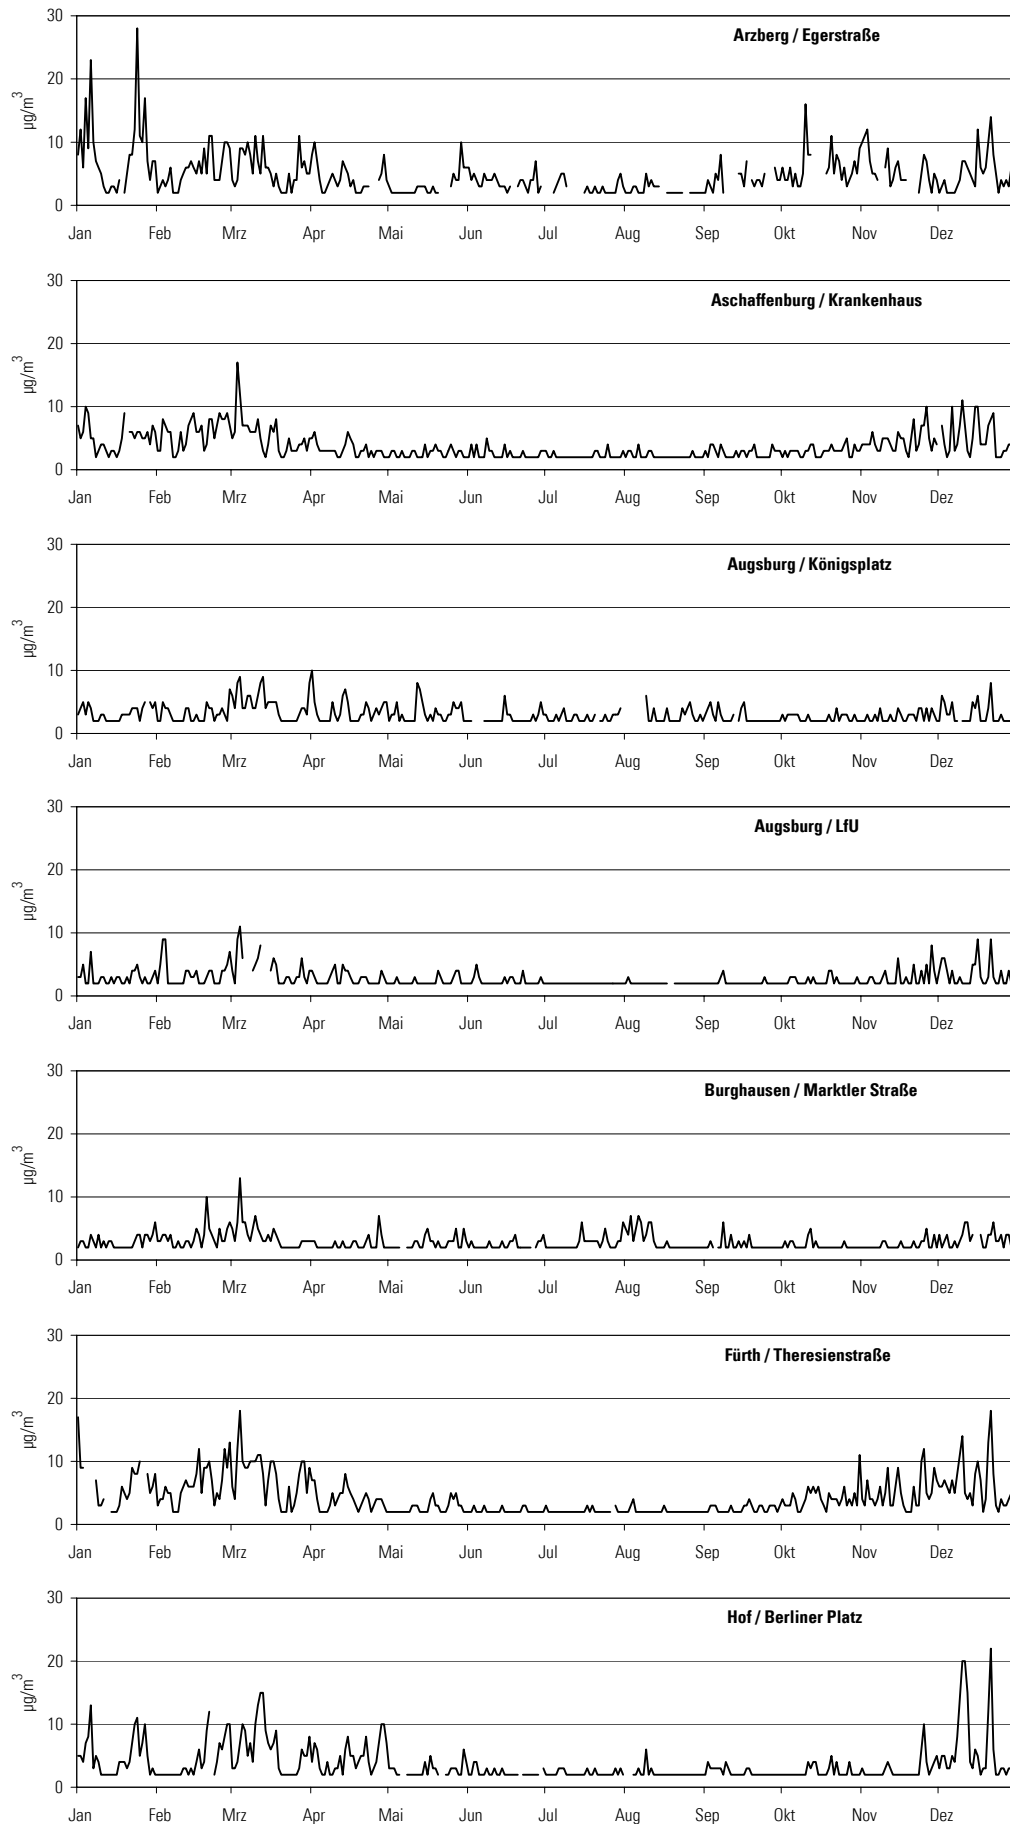 30
Arzberg / Egerstraße
20
µg/m³
10
0
Jan Feb Mrz Apr Mai Jun Jul Aug Sep Okt Nov Dez
30
Aschaffenburg / Krankenhaus
20
µg/m³
10
0
Jan Feb Mrz Apr Mai Jun Jul Aug Sep Okt Nov Dez
30
Augsburg / Königsplatz
20
µg/m³
10
0
Jan Feb Mrz Apr Mai Jun Jul Aug Sep Okt Nov Dez
30
Augsburg / LfU
20
µg/m³
10
0
Jan Feb Mrz Apr Mai Jun Jul Aug Sep Okt Nov Dez
30
Burghausen / Marktler Straße
20
µg/m³
10
0
Jan Feb Mrz Apr Mai Jun Jul Aug Sep Okt Nov Dez
30
Fürth / Theresienstraße
20
µg/m³
10
0
Jan Feb Mrz Apr Mai Jun Jul Aug Sep Okt Nov Dez
30
Hof / Berliner Platz
20
µg/m³
10
0
Jan Feb Mrz Apr Mai Jun Jul Aug Sep Okt Nov Dez